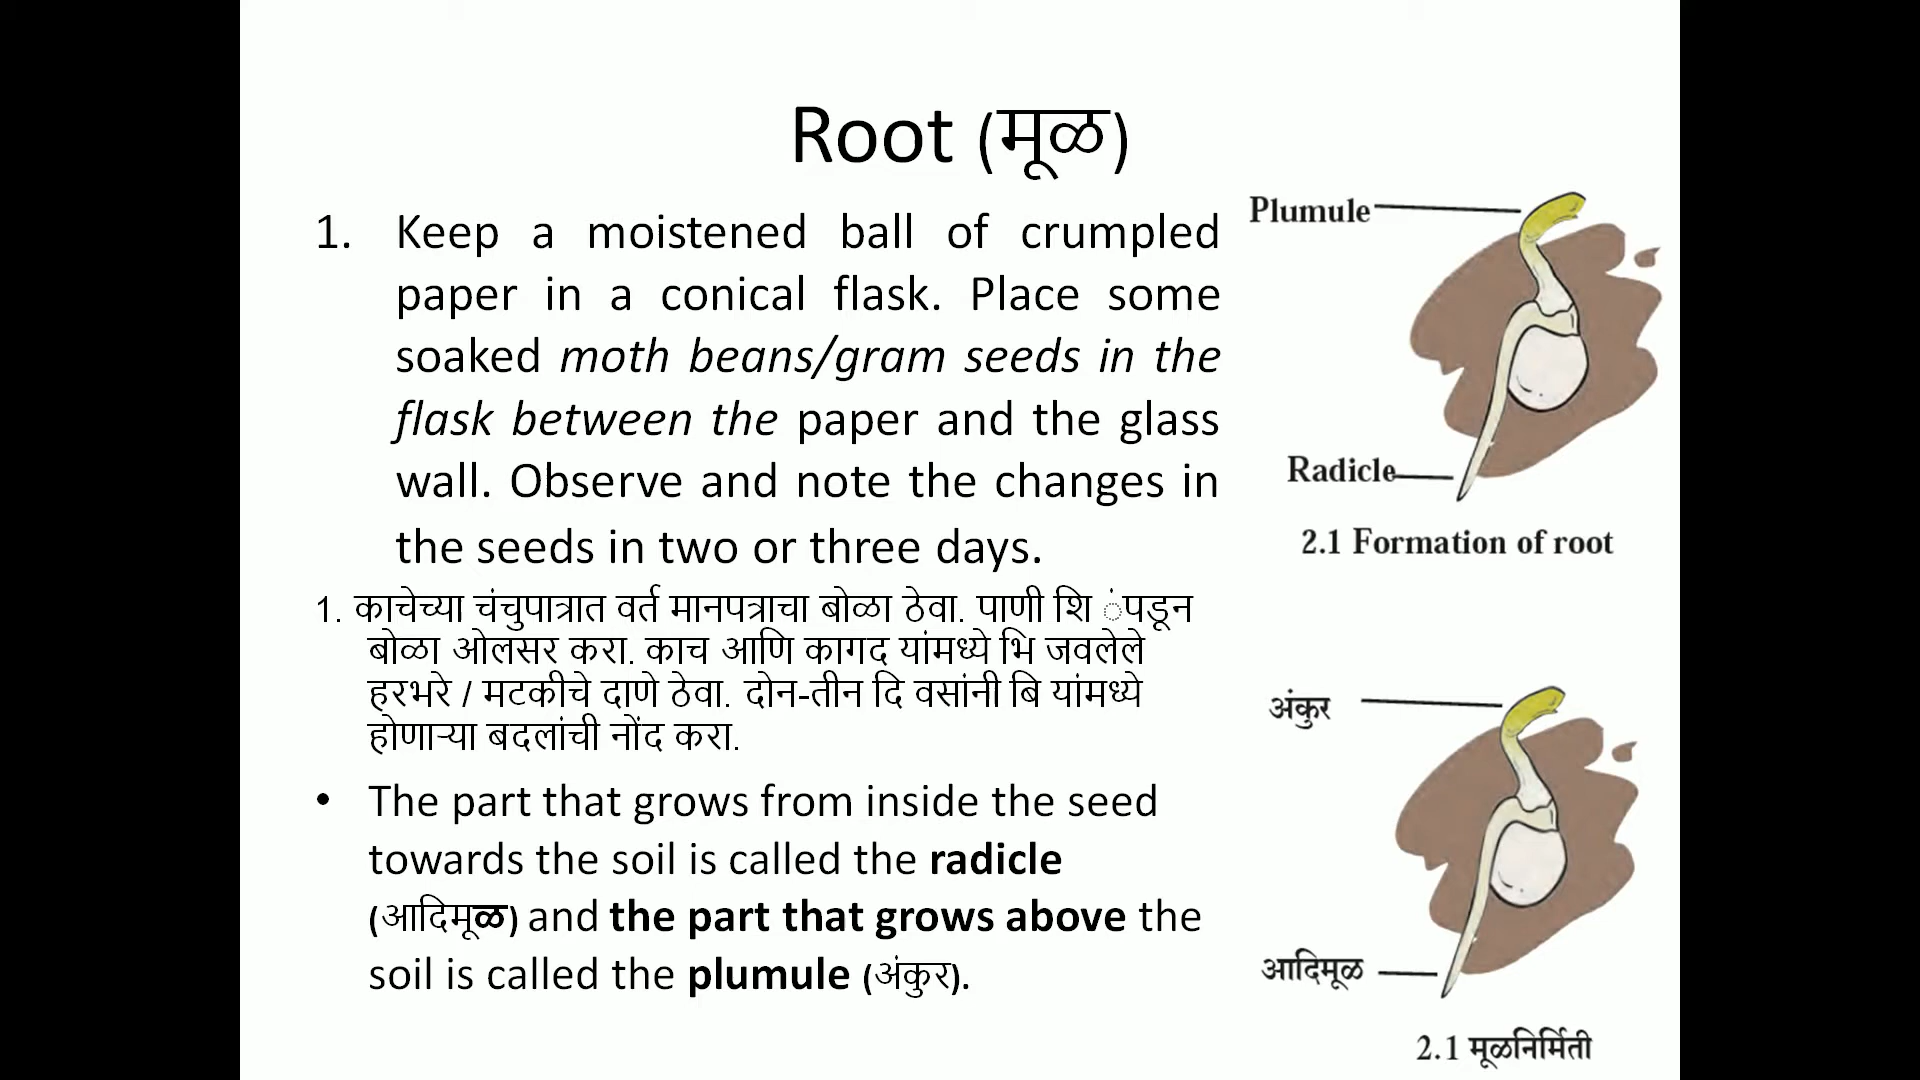 Root (मूळ)
1. Keep a moistened ball of crumpled
paper in a conical flask. Place some
soaked moth beans/gram seeds in the
flask between the paper and the glass
wall. Observe and note the changes in
the seeds in two or three days.
1. काचेच्या चंचुपात्रात वर्त मानपत्राचा बोळा ठेवा. पाणी शि ंपडून
बोळा ओलसर करा. काच आणि कागद यांमध्ये भि जवलेले
हरभरे / मटकीचे दाणे ठेवा. दोन-तीन दि वसांनी बि यांमध्ये
होणाऱ्या बदलांची नोंद करा.
• The part that grows from inside the seed
towards the soil is called the radicle
(आदिमूळ) and the part that grows above the
soil is called the plumule (अंकुर).
Plumule
Radicle
2.1 Formation of root
अंकुर
आदिमूळ
2.1 मूळनिर्मिती